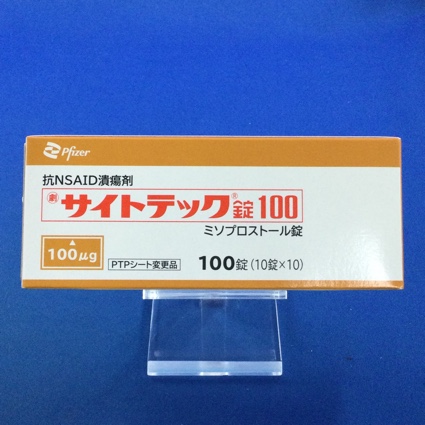 Pfizer
抗NSAID潰瘍剤
劇 サイトテック®錠100
ミソプロストール錠
100μg
PTPシート変更品
100錠(10錠×10)